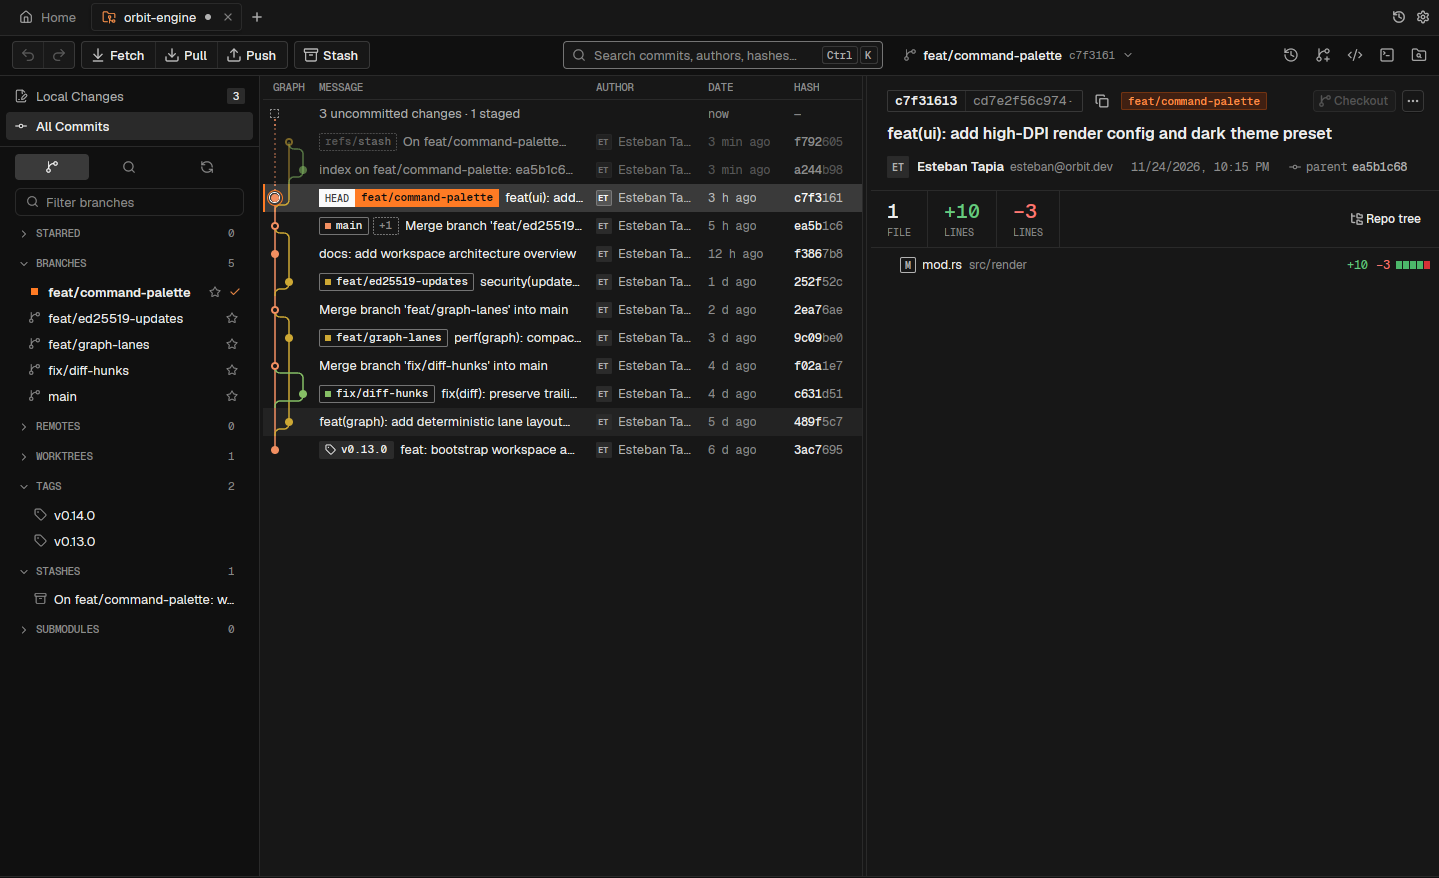 Home
orbit-engine
Fetch
Pull
Push
Stash
Search commits, authors, hashes...
Ctrl K
feat/command-palette c7f3161
Local Changes 3
All Commits
Filter branches
STARRED 0
BRANCHES 5
feat/command-palette
feat/ed25519-updates
feat/graph-lanes
fix/diff-hunks
main
REMOTES 0
WORKTREES 1
TAGS 2
v0.14.0
v0.13.0
STASHES 1
On feat/command-palette: w...
SUBMODULES 0
GRAPH MESSAGE AUTHOR DATE HASH
3 uncommitted changes · 1 staged now —
refs/stash On feat/command-palette... ET Esteban Ta... 3 min ago f792605
index on feat/command-palette: ea5b1c6... ET Esteban Ta... 3 min ago a244b98
HEAD feat/command-palette feat(ui): add... ET Esteban Ta... 3 h ago c7f3161
main +1 Merge branch 'feat/ed25519... ET Esteban Ta... 5 h ago ea5b1c6
docs: add workspace architecture overview ET Esteban Ta... 12 h ago f3867b8
feat/ed25519-updates security(update... ET Esteban Ta... 1 d ago 252f52c
Merge branch 'feat/graph-lanes' into main ET Esteban Ta... 2 d ago 2ea76ae
feat/graph-lanes perf(graph): compac... ET Esteban Ta... 3 d ago 9c09be0
Merge branch 'fix/diff-hunks' into main ET Esteban Ta... 4 d ago f02a1e7
fix/diff-hunks fix(diff): preserve traili... ET Esteban Ta... 4 d ago c631d51
feat(graph): add deterministic lane layout... ET Esteban Ta... 5 d ago 489f5c7
v0.13.0 feat: bootstrap workspace a... ET Esteban Ta... 6 d ago 3ac7695
c7f31613 cd7e2f56c974-
feat/command-palette
Checkout
feat(ui): add high-DPI render config and dark theme preset
ET Esteban Tapia esteban@orbit.dev 11/24/2026, 10:15 PM parent ea5b1c68
1 +10 −3
FILE LINES LINES
Repo tree
M mod.rs src/render +10 −3